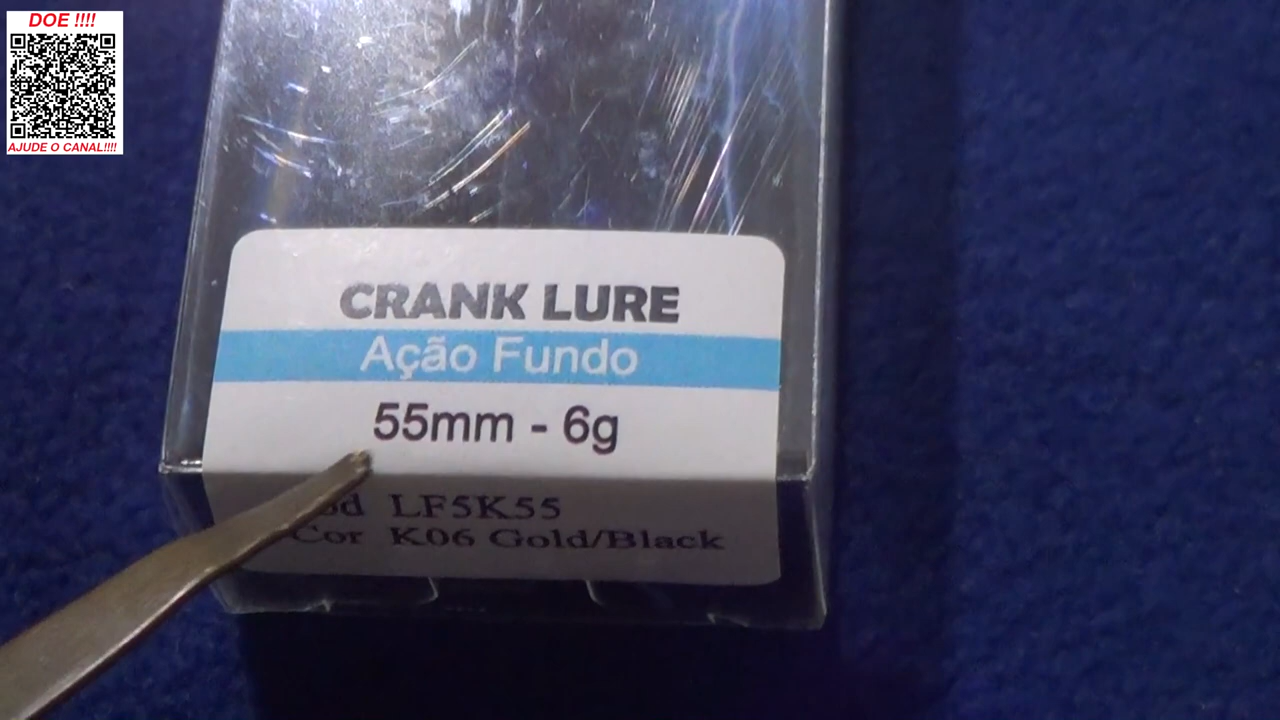 DOE !!!!
AJUDE O CANAL!!!!
CRANK LURE
Ação Fundo
55mm - 6g
LF5K55
Cor K06 Gold/Black